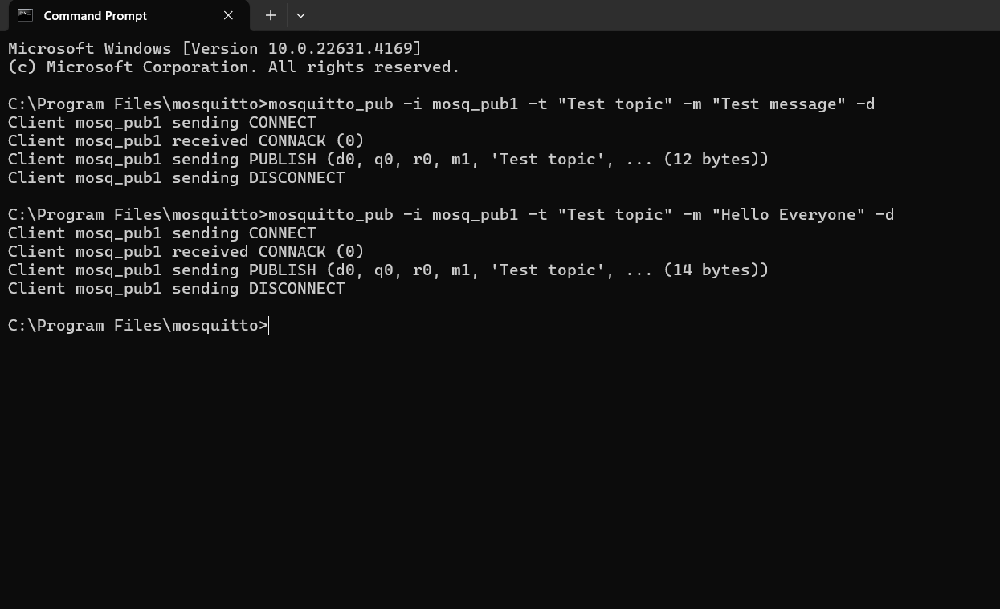 Command Prompt
Microsoft Windows [Version 10.0.22631.4169]
(c) Microsoft Corporation. All rights reserved.
C:\Program Files\mosquitto>mosquitto_pub -i mosq_pub1 -t "Test topic" -m "Test message" -d
Client mosq_pub1 sending CONNECT
Client mosq_pub1 received CONNACK (0)
Client mosq_pub1 sending PUBLISH (d0, q0, r0, m1, 'Test topic', ... (12 bytes))
Client mosq_pub1 sending DISCONNECT
C:\Program Files\mosquitto>mosquitto_pub -i mosq_pub1 -t "Test topic" -m "Hello Everyone" -d
Client mosq_pub1 sending CONNECT
Client mosq_pub1 received CONNACK (0)
Client mosq_pub1 sending PUBLISH (d0, q0, r0, m1, 'Test topic', ... (14 bytes))
Client mosq_pub1 sending DISCONNECT
C:\Program Files\mosquitto>